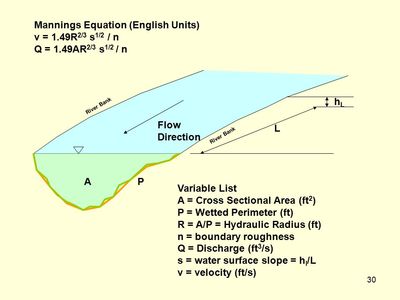 Mannings Equation (English Units)
v = 1.49R2/3 s1/2 / n
Q = 1.49AR2/3 s1/2 / n
River Bank
hL
Flow
Direction
River Bank
L
A
P
Variable List
A = Cross Sectional Area (ft2)
P = Wetted Perimeter (ft)
R = A/P = Hydraulic Radius (ft)
n = boundary roughness
Q = Discharge (ft3/s)
s = water surface slope = hl/L
v = velocity (ft/s)
30